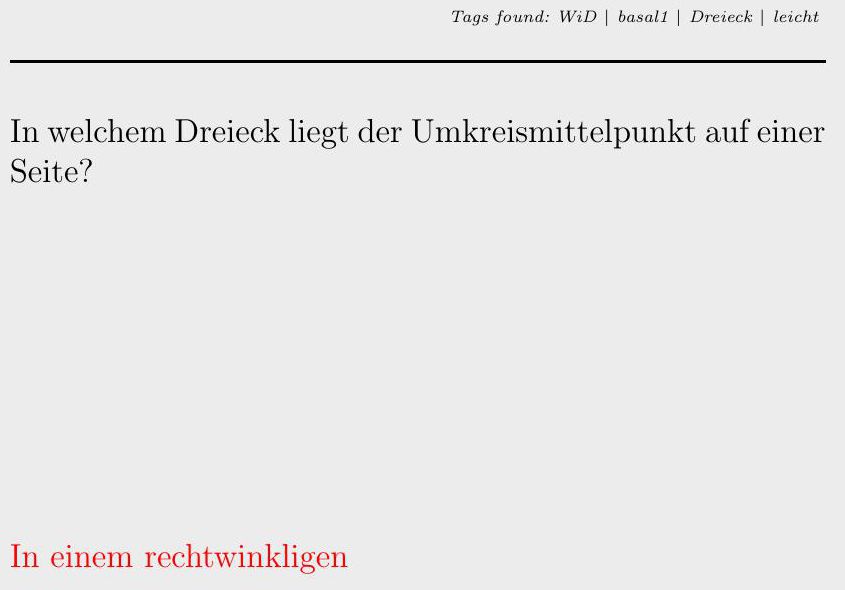 Tags found: WiD | basal1 | Dreieck | leicht
In welchem Dreieck liegt der Umkreismittelpunkt auf einer
Seite?
In einem rechtwinkligen